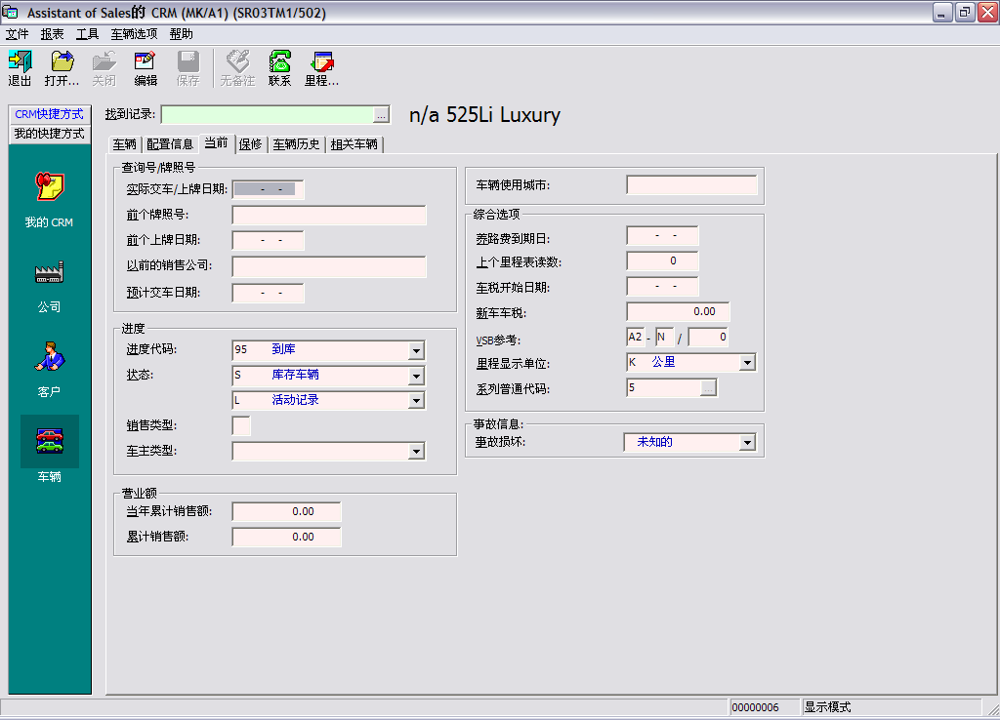 Assistant of Sales的 CRM (MK/A1) (SR03TM1/502)
文件 报表 工具 车辆选项 帮助
退出 打开... 关闭 编辑 保存 无备注 联系 里程...
CRM快捷方式
我的快捷方式
我的 CRM
公司
客户
车辆
找到记录: ... n/a 525Li Luxury
车辆 配置信息 当前 保修 车辆历史 相关车辆
查询号/牌照号
实际交车/上牌日期: - -
前个牌照号:
前个上牌日期: - -
以前的销售公司:
预计交车日期: - -
进度
进度代码: 95 到库
状态: S 库存车辆
L 活动记录
销售类型:
车主类型:
营业额
当年累计销售额: 0.00
累计销售额: 0.00
车辆使用城市:
综合选项
养路费到期日: - -
上个里程表读数: 0
车税开始日期: - -
新车车税: 0.00
VSB参考: A2 - N / 0
里程显示单位: K 公里
系列普通代码: 5 ...
事故信息:
事故损坏: 未知的
00000006 显示模式